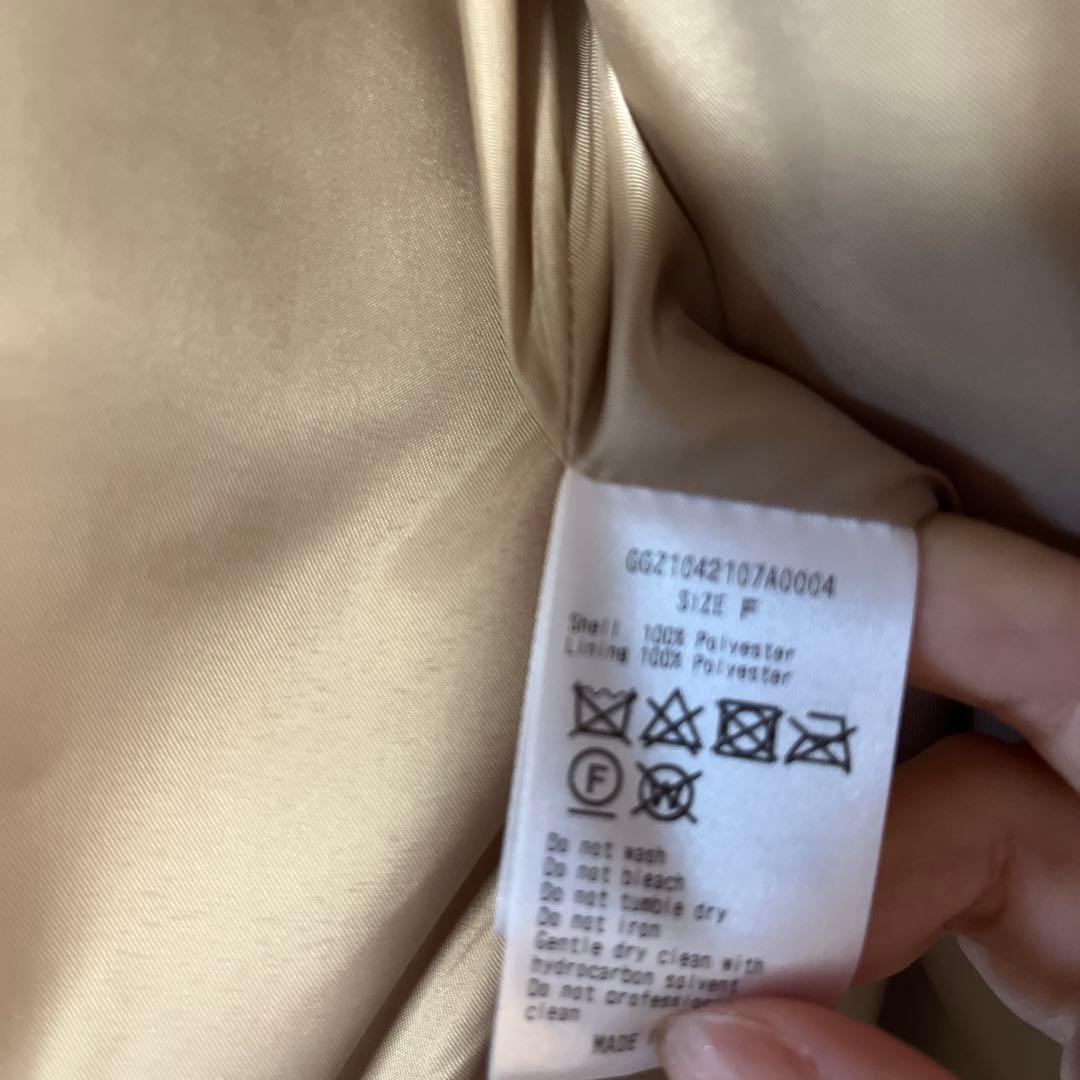 GGZ1042107A0004
SIZE F
Shell 100% Polyester
Lining 100% Polyester
F W
Do not wash
Do not bleach
Do not tumble dry
Do not iron
Gentle dry clean with
hydrocarbon solvent
Do not
clean
MADE